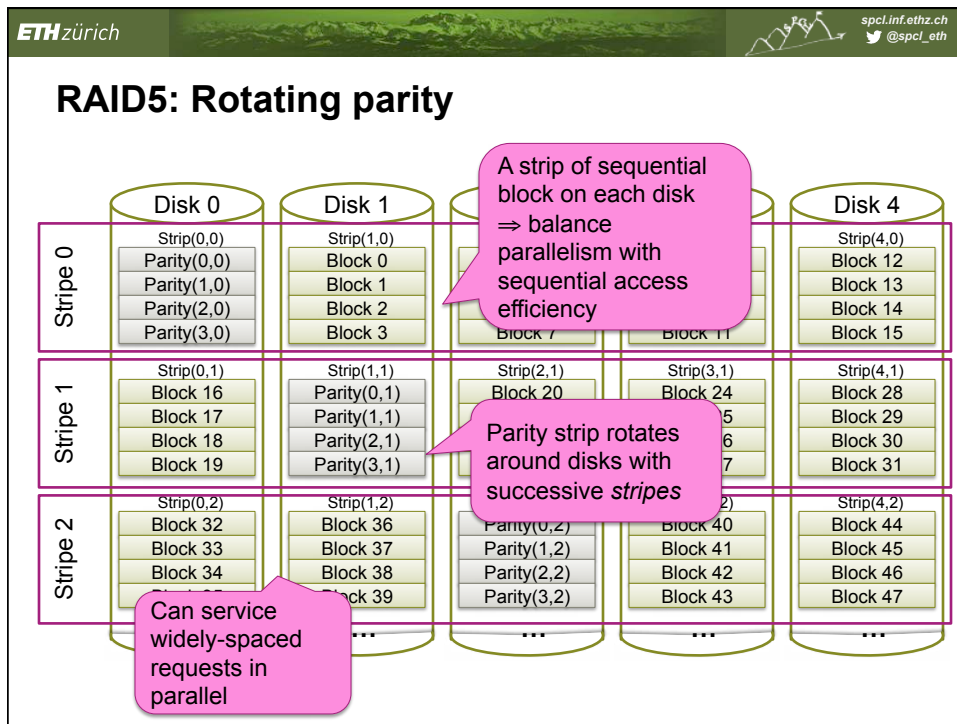 ETH zürich
spcl.inf.ethz.ch
@spcl_eth
RAID5: Rotating parity
A strip of sequential
block on each disk
⇒ balance
parallelism with
sequential access
efficiency
Disk 0
Disk 1
Disk 4
Stripe 0
Strip(0,0)
Parity(0,0)
Parity(1,0)
Parity(2,0)
Parity(3,0)
Strip(1,0)
Block 0
Block 1
Block 2
Block 3
Block 7
Block 11
Strip(4,0)
Block 12
Block 13
Block 14
Block 15
Stripe 1
Strip(0,1)
Block 16
Block 17
Block 18
Block 19
Strip(1,1)
Parity(0,1)
Parity(1,1)
Parity(2,1)
Parity(3,1)
Strip(2,1)
Block 20
Strip(3,1)
Block 24
5
6
7
Strip(4,1)
Block 28
Block 29
Block 30
Block 31
Parity strip rotates
around disks with
successive stripes
Stripe 2
Strip(0,2)
Block 32
Block 33
Block 34
Strip(1,2)
Block 36
Block 37
Block 38
Block 39
Parity(0,2)
Parity(1,2)
Parity(2,2)
Parity(3,2)
2)
Block 40
Block 41
Block 42
Block 43
Strip(4,2)
Block 44
Block 45
Block 46
Block 47
Can service
widely-spaced
requests in
parallel
...
...
...
...